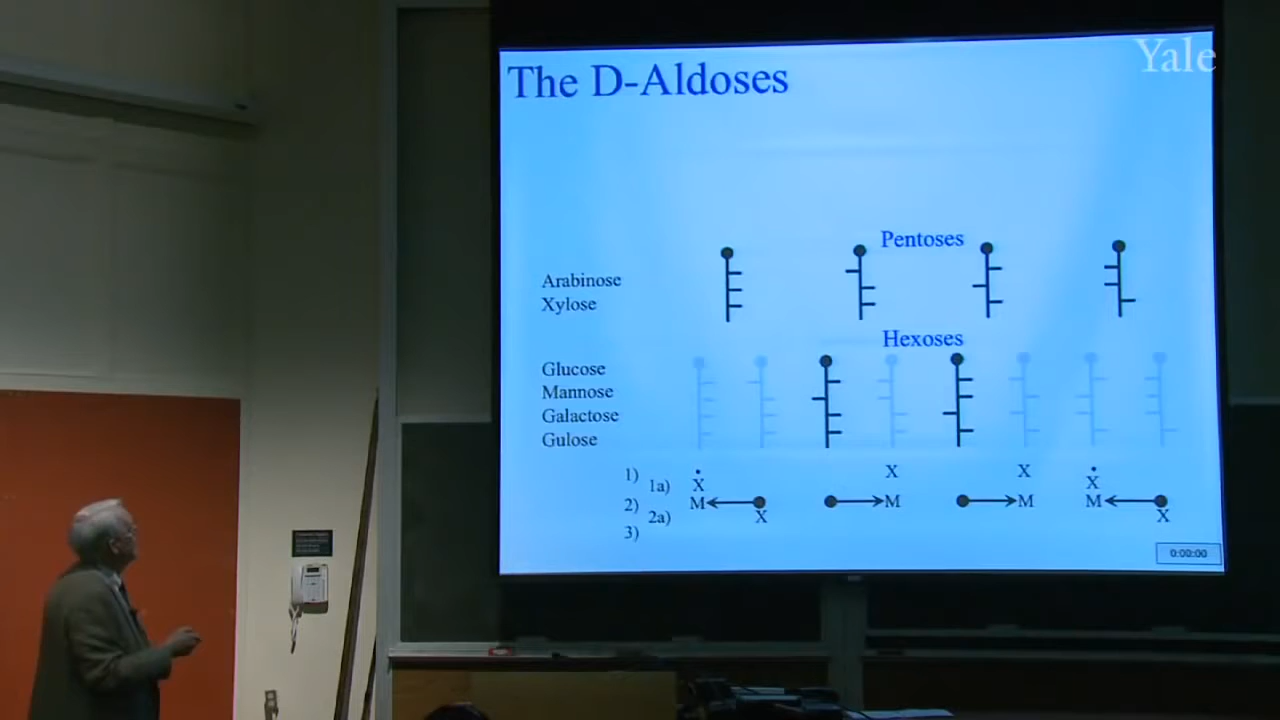 Yale
The D-Aldoses
Pentoses
Arabinose
Xylose
Hexoses
Glucose
Mannose
Galactose
Gulose
1)
X
X
1a)
X
X
2)
M
M
M
M
2a)
X
X
3)
0:00:00